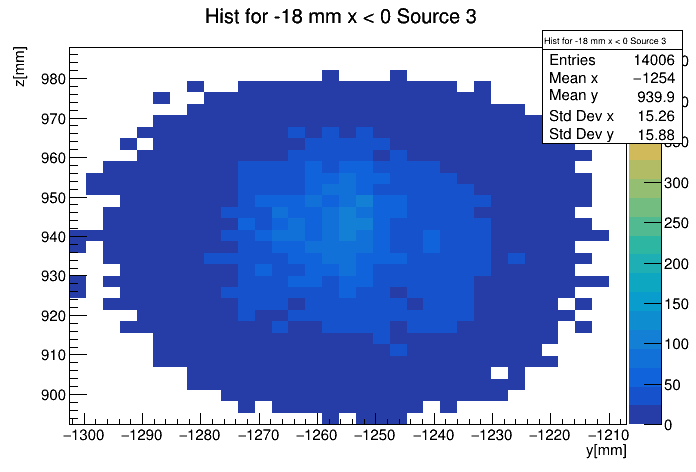 Hist for -18 mm x < 0 Source 3
z[mm]
Hist for -18 mm x < 0 Source 3
Entries 14006
Mean x −1254
Mean y 939.9
Std Dev x 15.26
Std Dev y 15.88
980
970
960
950
940
930
920
910
900
300
250
200
150
100
50
0
−1300 −1290 −1280 −1270 −1260 −1250 −1240 −1230 −1220 −1210
y[mm]